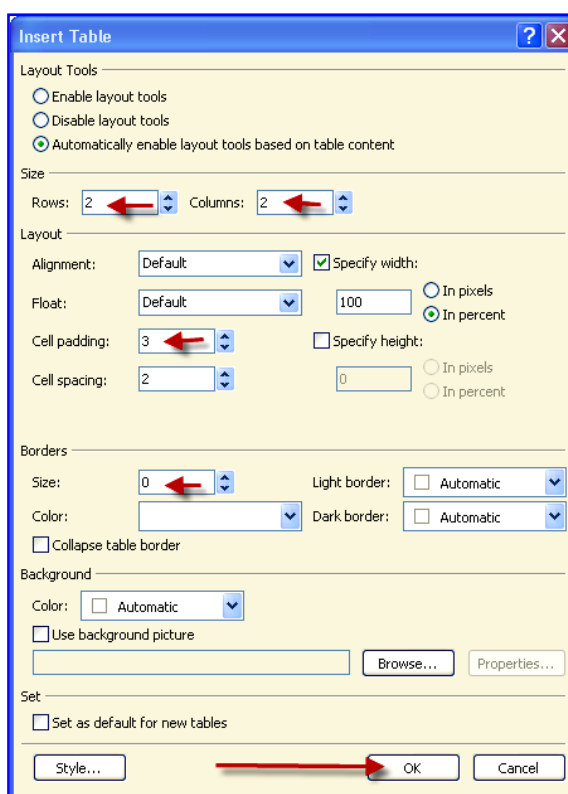 Insert Table
Layout Tools
Enable layout tools
Disable layout tools
Automatically enable layout tools based on table content
Size
Rows: 2 Columns: 2
Layout
Alignment: Default Specify width:
Float: Default 100 In pixels
In percent
Cell padding: 3 Specify height:
Cell spacing: 2 0 In pixels
In percent
Borders
Size: 0 Light border: Automatic
Color: Dark border: Automatic
Collapse table border
Background
Color: Automatic
Use background picture
Browse... Properties...
Set
Set as default for new tables
Style... OK Cancel